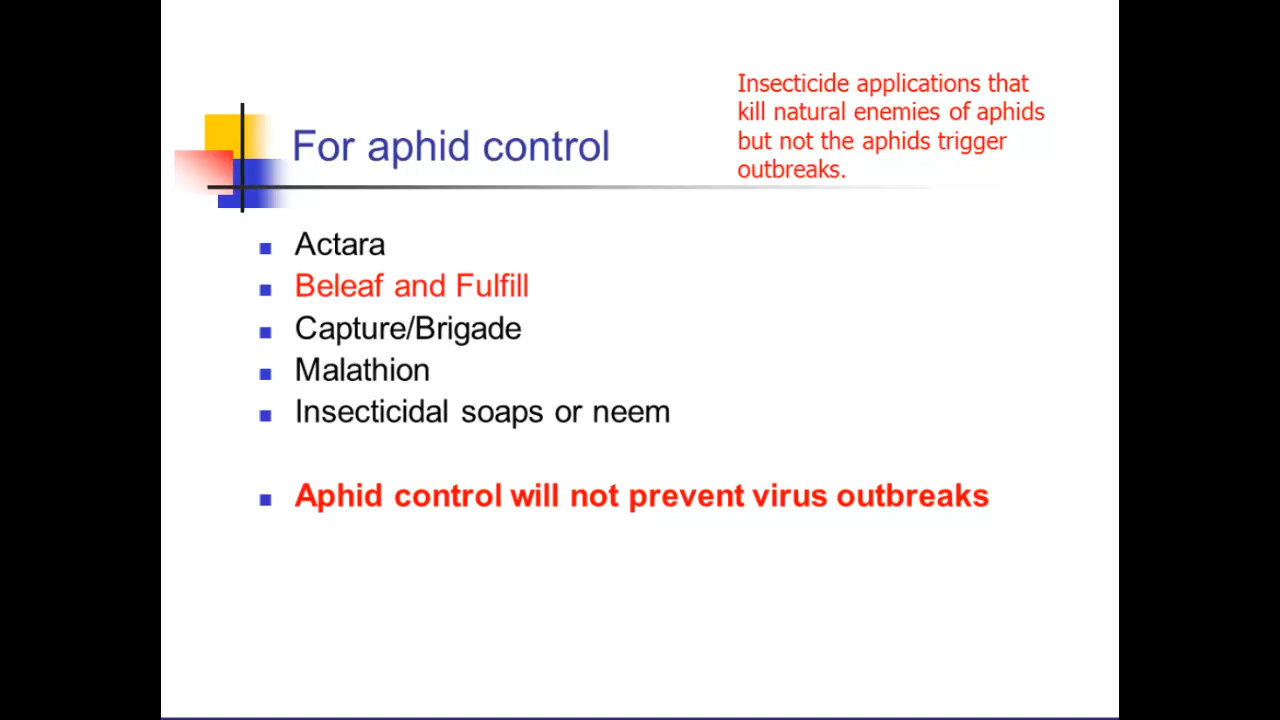 Insecticide applications that
kill natural enemies of aphids
but not the aphids trigger
outbreaks.
For aphid control
Actara
Beleaf and Fulfill
Capture/Brigade
Malathion
Insecticidal soaps or neem
Aphid control will not prevent virus outbreaks